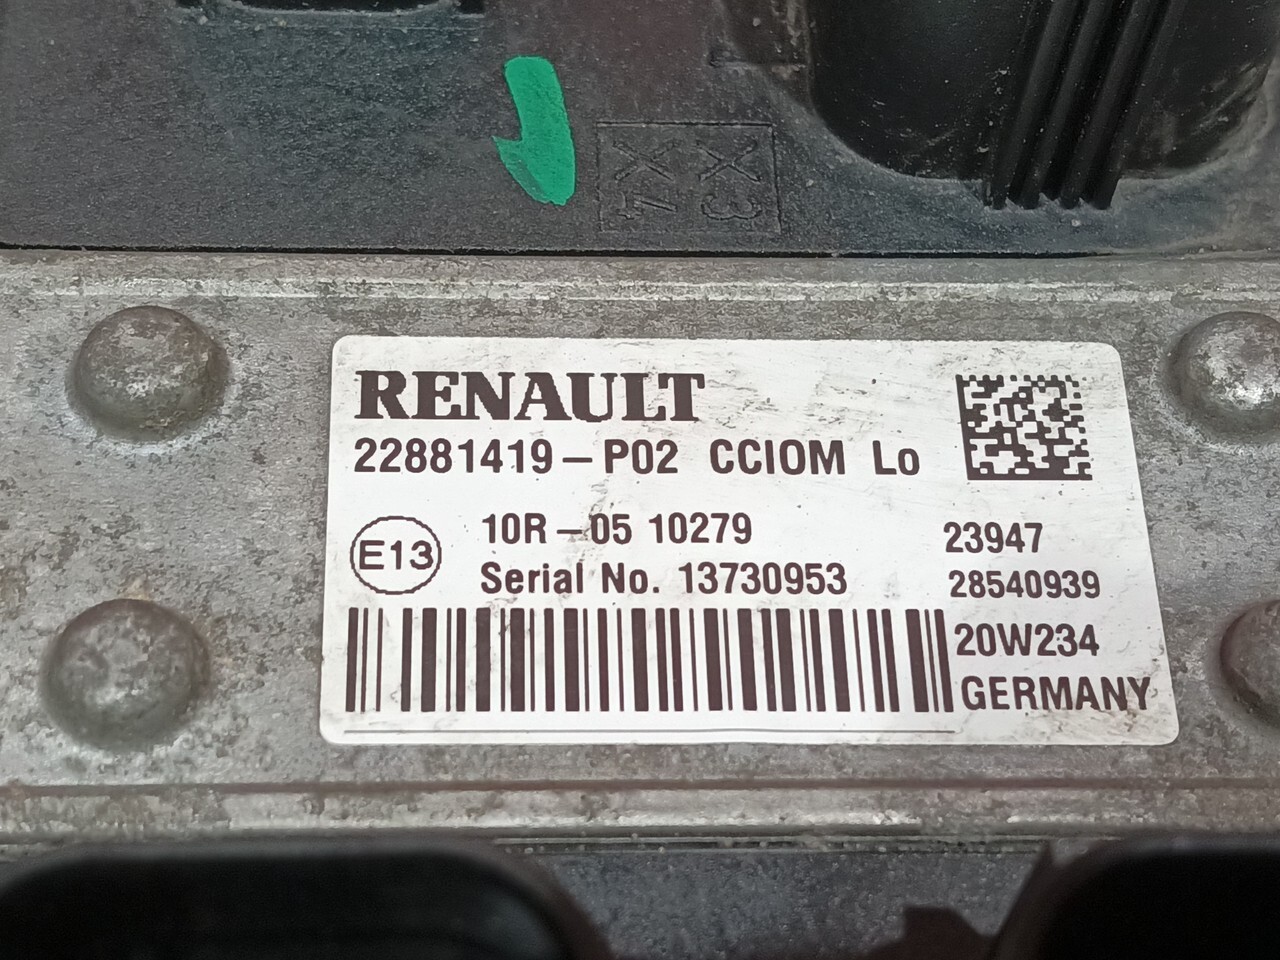 X3
X4
RENAULT
22881419-P02 CCIOM Lo
E13
10R-05 10279
23947
Serial No. 13730953
28540939
20W234
GERMANY